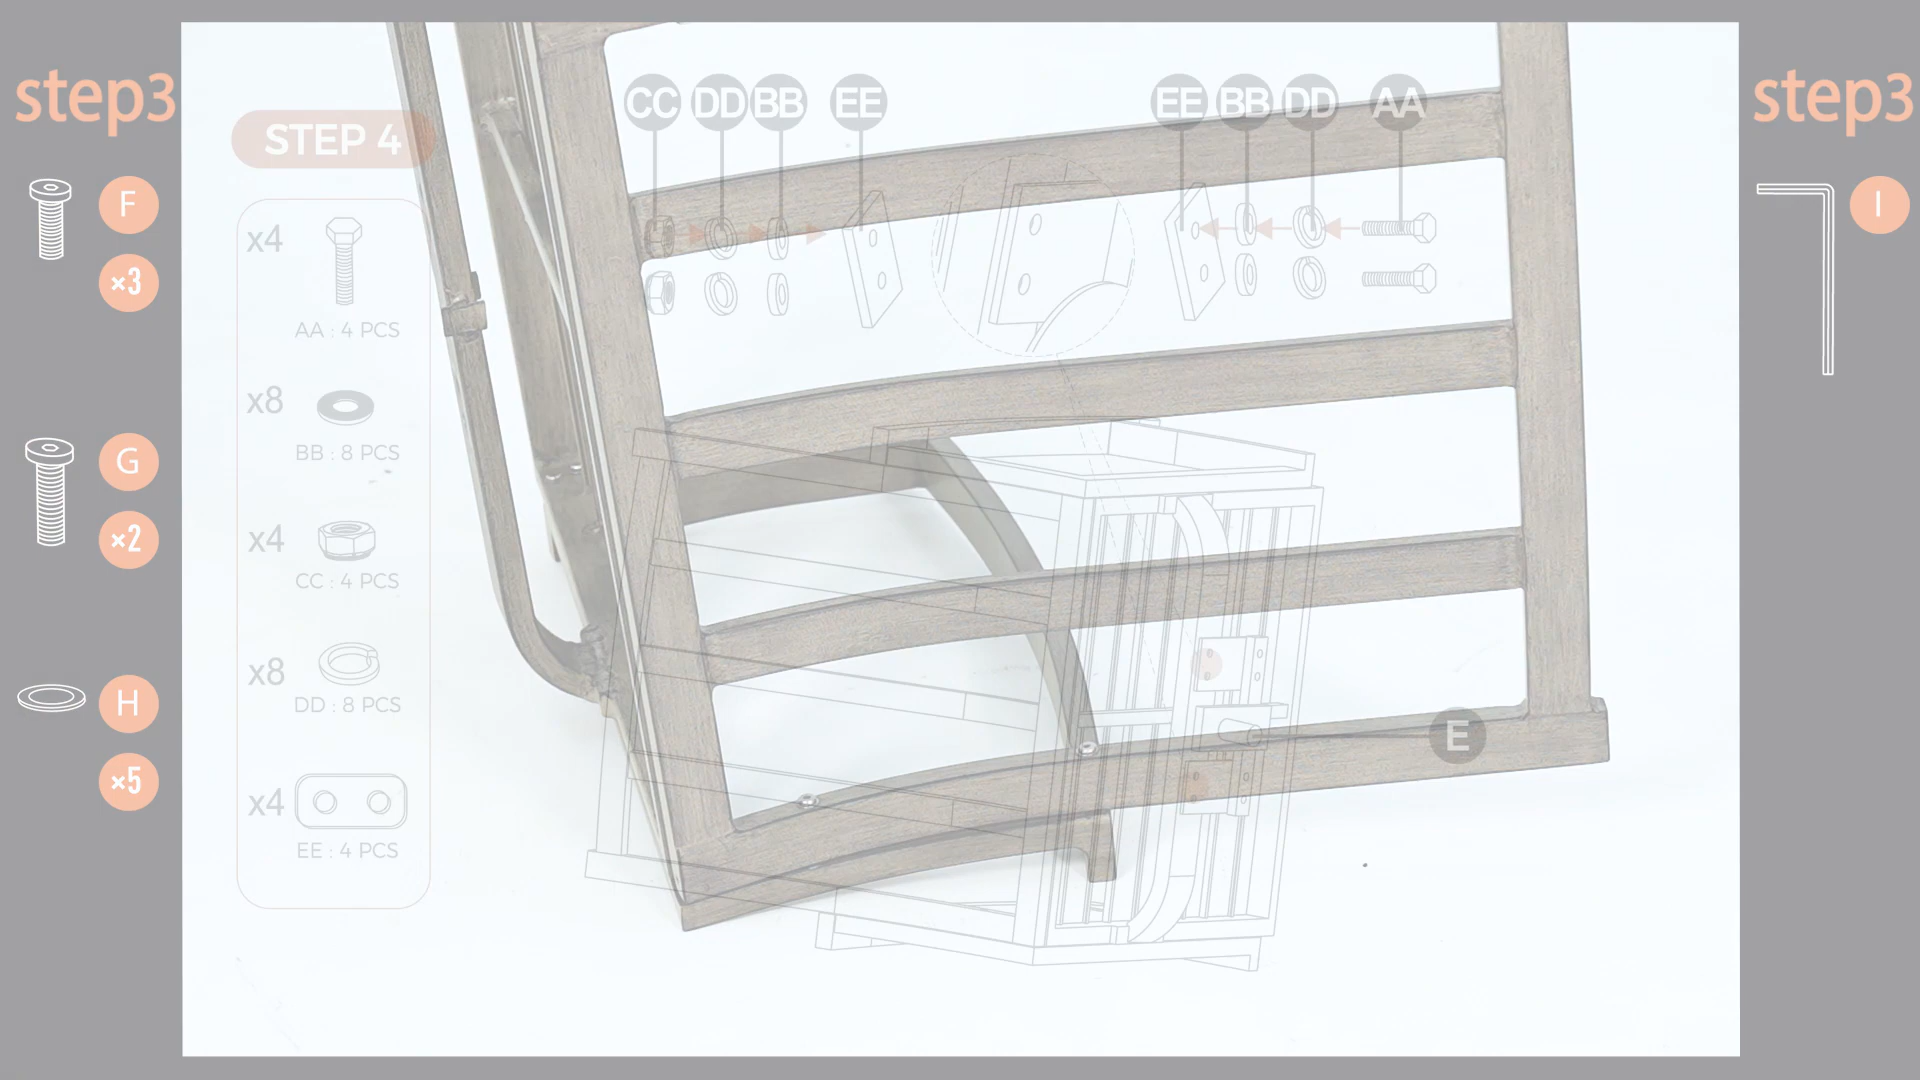 step3
F
×3
G
×2
H
×5
STEP 4
x4
AA : 4 PCS
x8
BB : 8 PCS
x4
CC : 4 PCS
x8
DD : 8 PCS
x4
EE : 4 PCS
CC DD BB EE
EE BB DD AA
E
step3
I